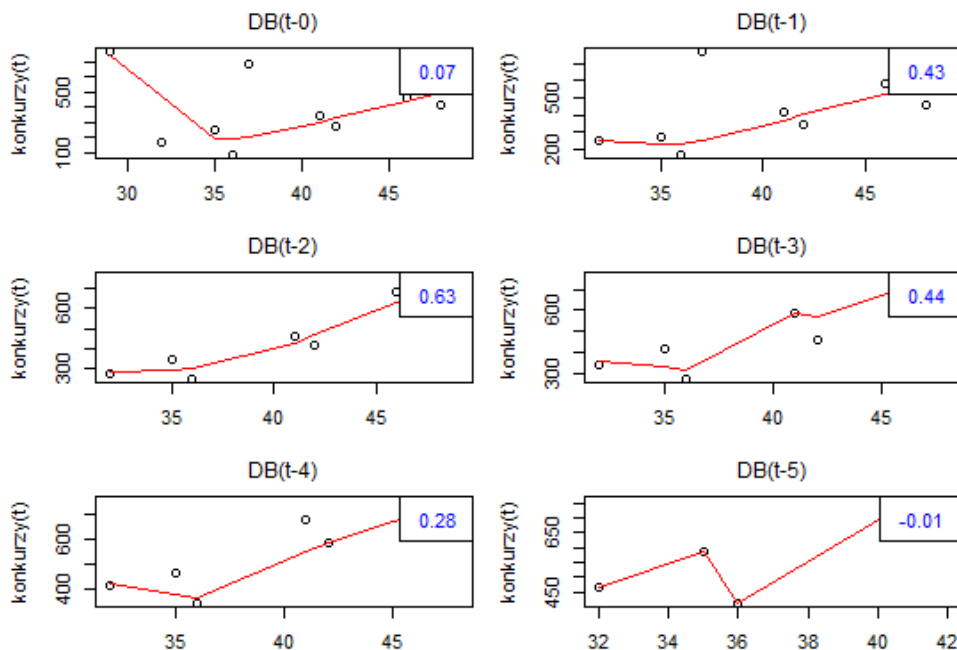 DB(t-0)
konkurzy(t)
500
100
0.07
30 35 40 45
DB(t-1)
konkurzy(t)
500
200
0.43
35 40 45
DB(t-2)
konkurzy(t)
600
300
0.63
35 40 45
DB(t-3)
konkurzy(t)
600
300
0.44
35 40 45
DB(t-4)
konkurzy(t)
600
400
0.28
35 40 45
DB(t-5)
konkurzy(t)
650
450
-0.01
32 34 36 38 40 42